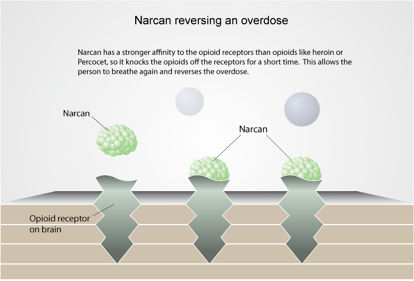 Narcan reversing an overdose
Narcan has a stronger affinity to the opioid receptors than opioids like heroin or
Percocet, so it knocks the opioids off the receptors for a short time. This allows the
person to breathe again and reverses the overdose.
Narcan
Narcan
Opioid receptor
on brain